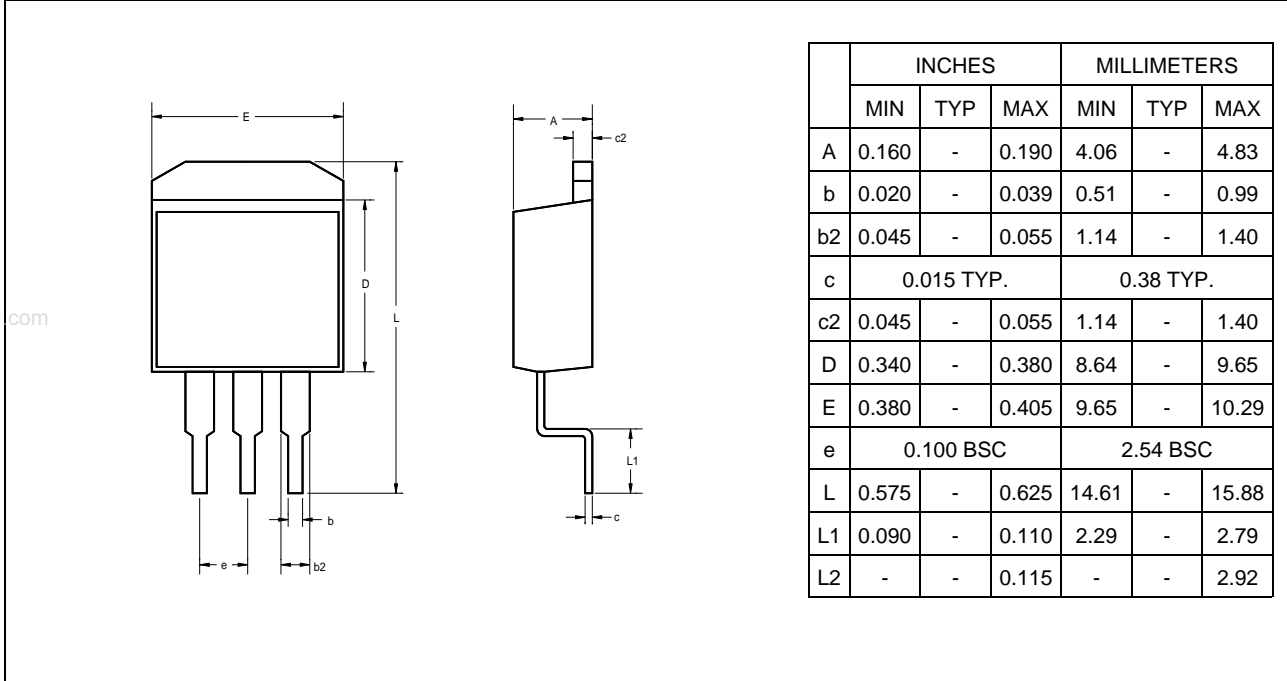 E
A
c2
D
L
L1
b
c
e
b2
.com
INCHES MILLIMETERS
MIN TYP MAX MIN TYP MAX
A 0.160 - 0.190 4.06 - 4.83
b 0.020 - 0.039 0.51 - 0.99
b2 0.045 - 0.055 1.14 - 1.40
c 0.015 TYP. 0.38 TYP.
c2 0.045 - 0.055 1.14 - 1.40
D 0.340 - 0.380 8.64 - 9.65
E 0.380 - 0.405 9.65 - 10.29
e 0.100 BSC 2.54 BSC
L 0.575 - 0.625 14.61 - 15.88
L1 0.090 - 0.110 2.29 - 2.79
L2 - - 0.115 - - 2.92